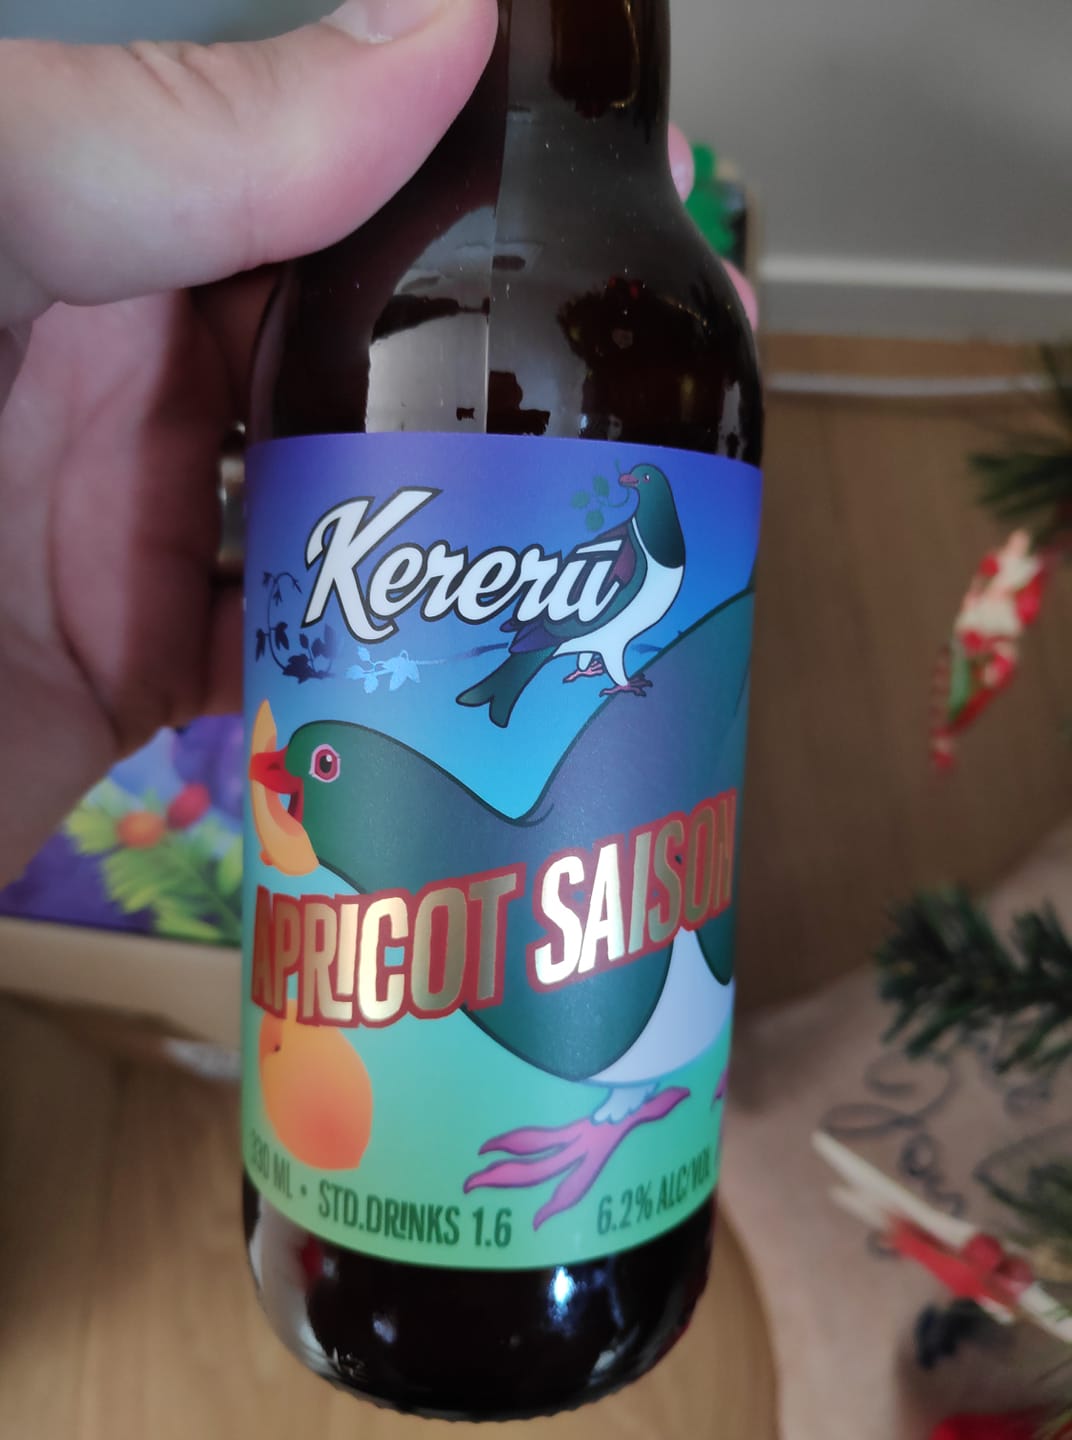 Kererū
APRICOT SAISON
330 ML • STD.DRINKS 1.6
6.2% ALC/VOL